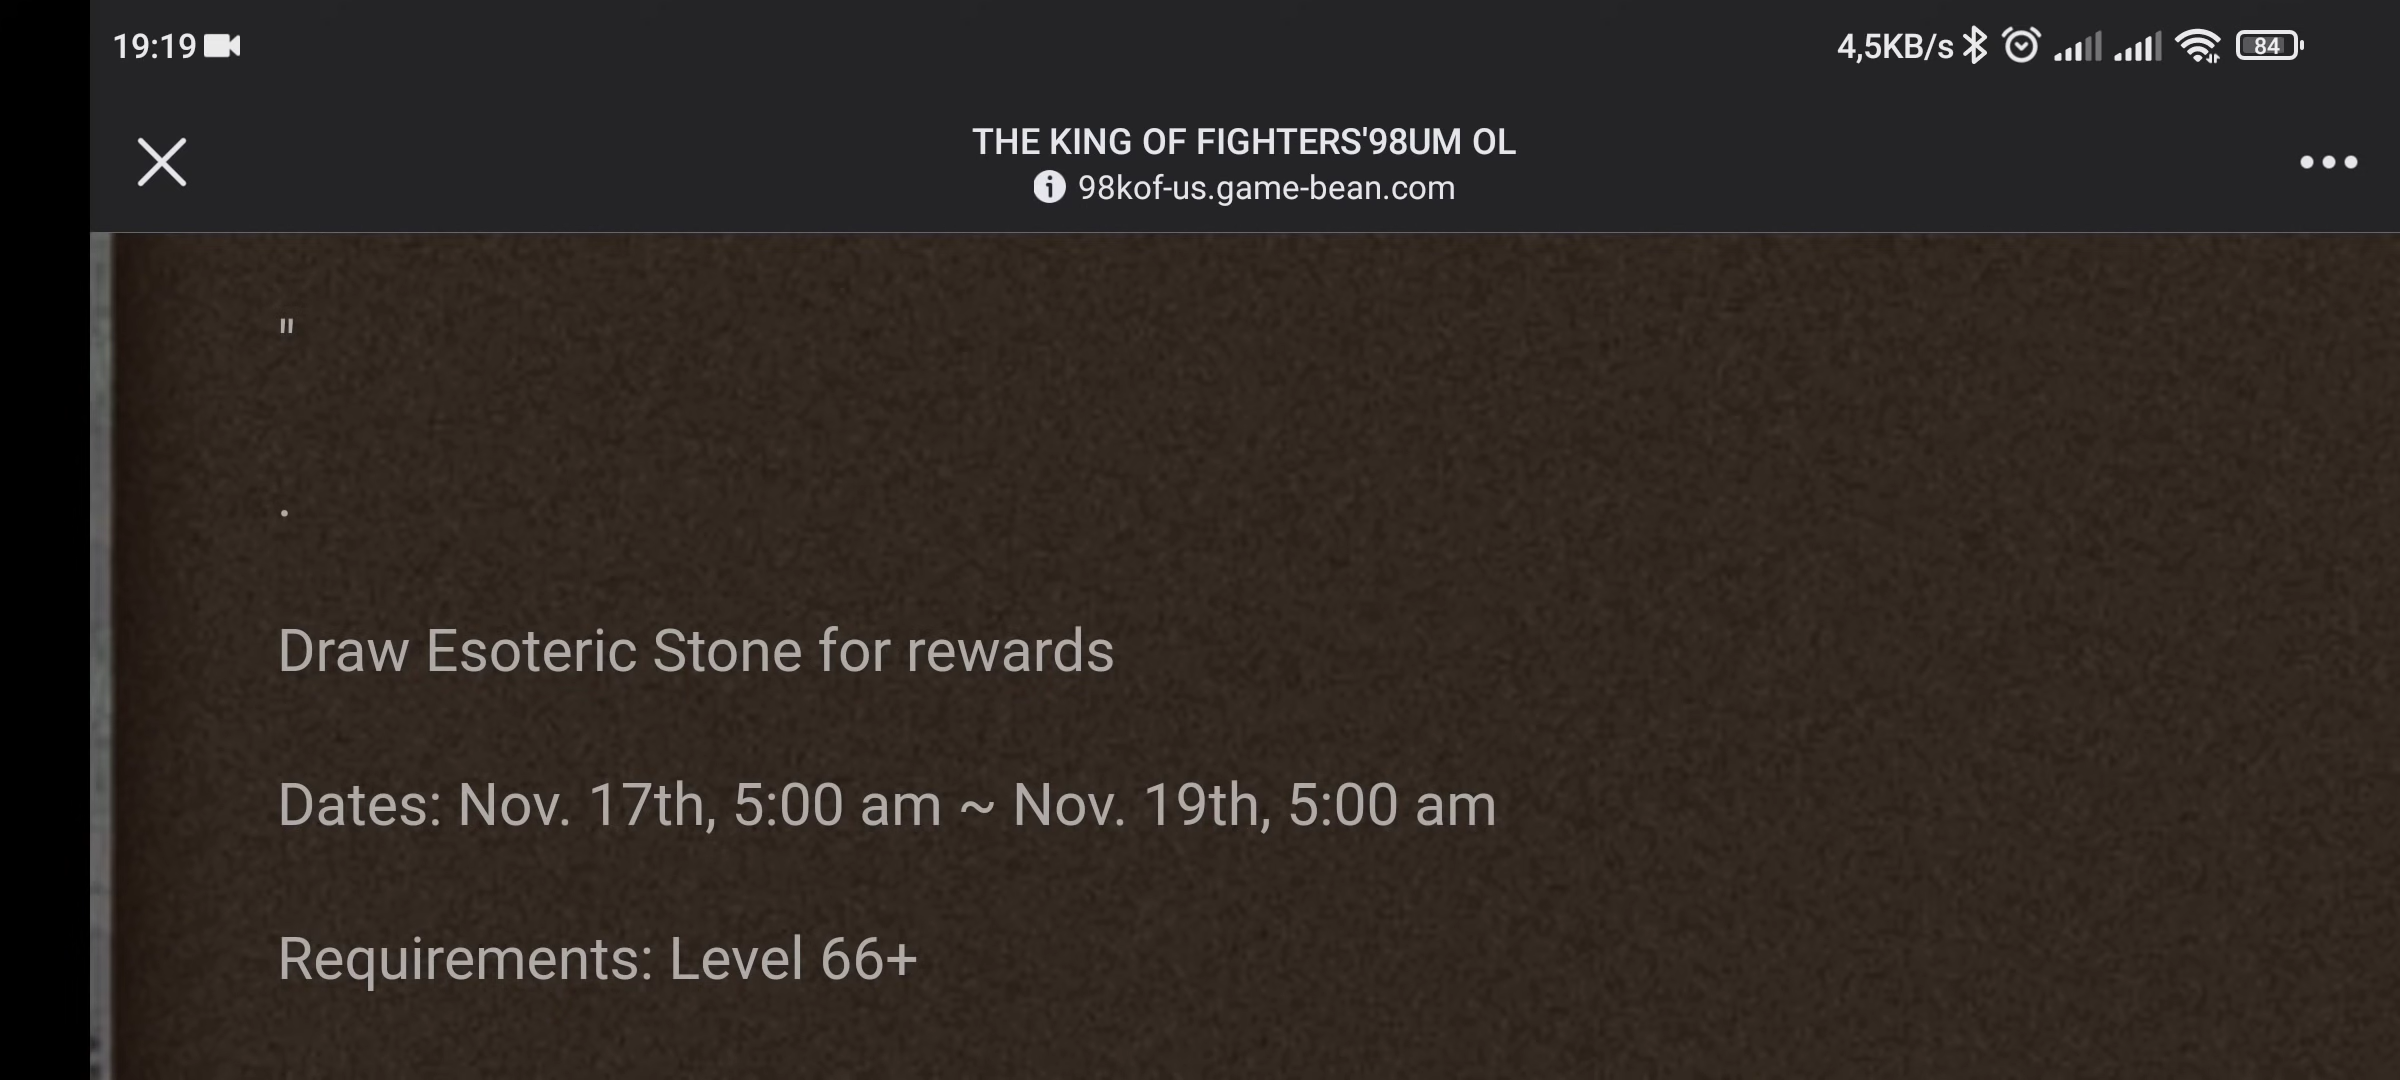 19:19 4,5KB/s 84
THE KING OF FIGHTERS'98UM OL
98kof-us.game-bean.com
"
.
Draw Esoteric Stone for rewards
Dates: Nov. 17th, 5:00 am ~ Nov. 19th, 5:00 am
Requirements: Level 66+